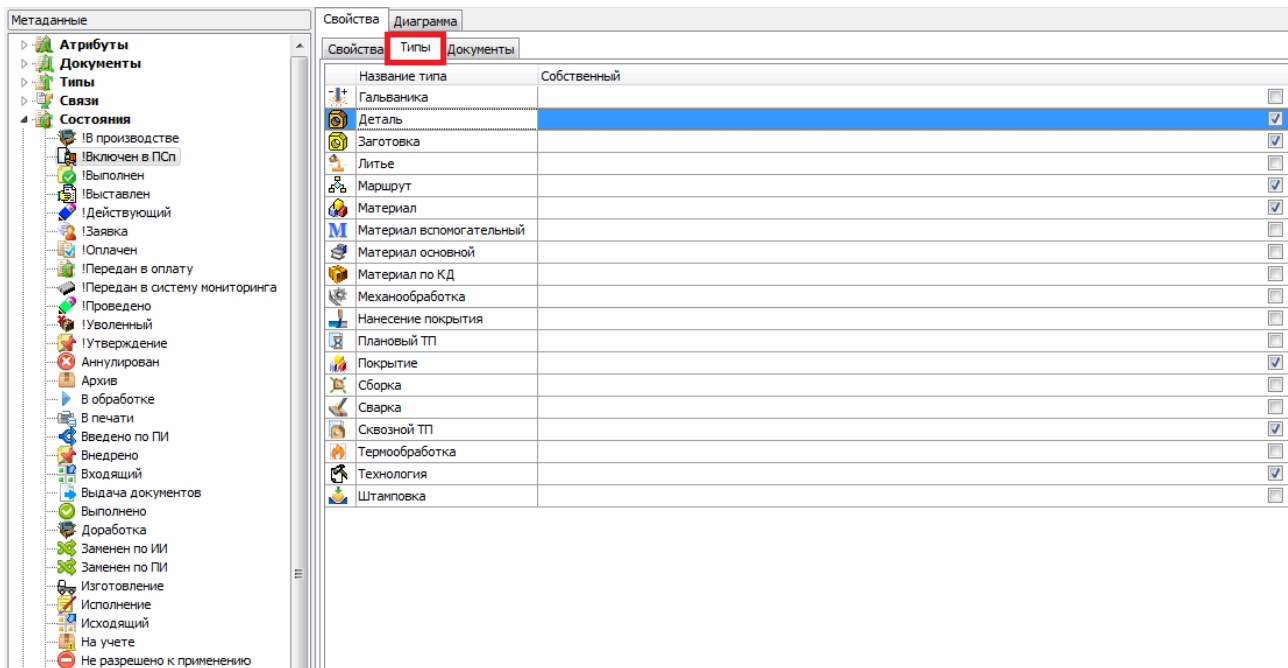 Метаданные
Атрибуты
Документы
Типы
Связи
Состояния
!В производстве
!Включен в ПСп
!Выполнен
!Выставлен
!Действующий
!Заявка
!Оплачен
!Передан в оплату
!Передан в систему мониторинга
!Проведено
!Уволенный
!Утверждение
Аннулирован
Архив
В обработке
В печати
Введено по ПИ
Внедрено
Входящий
Выдача документов
Выполнено
Доработка
Заменен по ИИ
Заменен по ПИ
Изготовление
Исполнение
Исходящий
На учете
Не разрешено к применению
Свойства Диаграмма
Свойства Типы Документы
Название типа Собственный
Гальваника
Деталь
Заготовка
Литье
Маршрут
Материал
М Материал вспомогательный
Материал основной
Материал по КД
Механообработка
Нанесение покрытия
Плановый ТП
Покрытие
Сборка
Сварка
Сквозной ТП
Термообработка
Технология
Штамповка